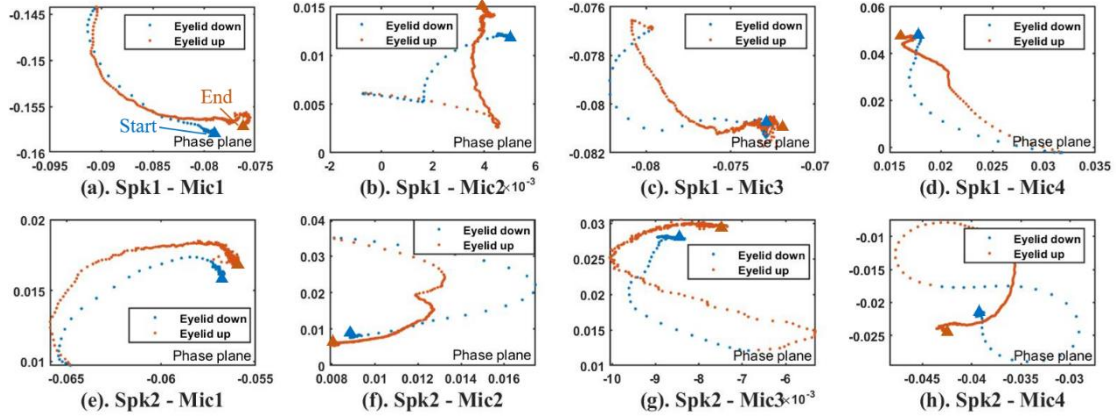 -0.145
-0.15
-0.155
-0.16
Eyelid down
Eyelid up
End
Start
Phase plane
-0.095 -0.09 -0.085 -0.08 -0.075
(a). Spk1 - Mic1
0.015
0.01
0.005
0
Eyelid down
Eyelid up
Phase plane
-2 0 2 4 6
(b). Spk1 - Mic2 ×10⁻³
-0.076
-0.078
-0.08
-0.082
Eyelid down
Eyelid up
Phase plane
-0.08 -0.075 -0.07
(c). Spk1 - Mic3
0.06
0.04
0.02
0
Eyelid down
Eyelid up
Phase plane
0.015 0.02 0.025 0.03 0.035
(d). Spk1 - Mic4
0.02
0.015
0.01
Eyelid down
Eyelid up
Phase plane
-0.065 -0.06 -0.055
(e). Spk2 - Mic1
0.04
0.03
0.02
0.01
0
Eyelid down
Eyelid up
Phase plane
0.008 0.01 0.012 0.014 0.016
(f). Spk2 - Mic2
0.03
0.025
0.02
0.015
0.01
Eyelid down
Eyelid up
Phase plane
-10 -9 -8 -7 -6
(g). Spk2 - Mic3 ×10⁻³
-0.01
-0.015
-0.02
-0.025
Eyelid down
Eyelid up
Phase plane
-0.045 -0.04 -0.035 -0.03
(h). Spk2 - Mic4